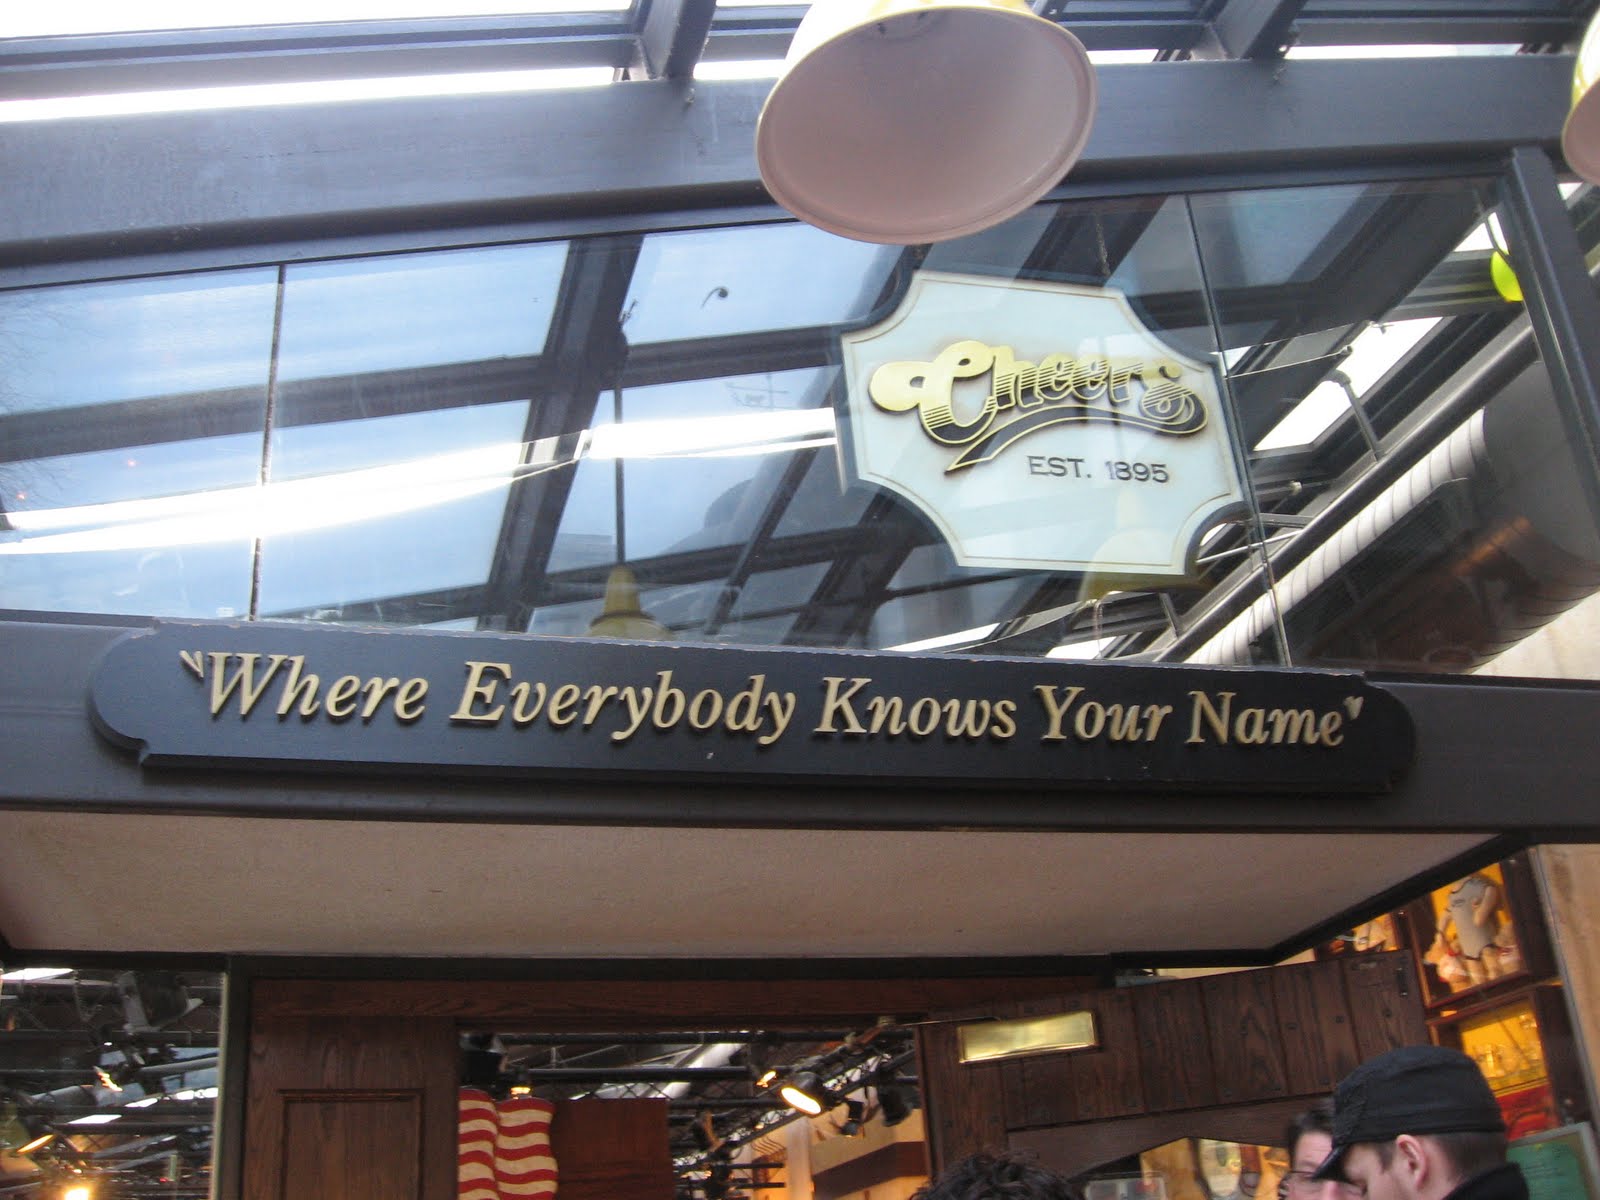 Cheers
EST. 1895
"Where Everybody Knows Your Name"